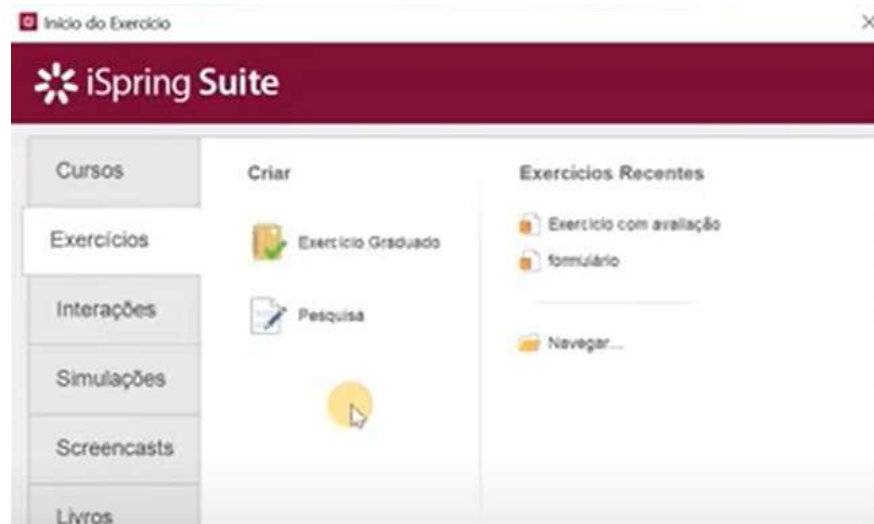 Início do Exercício
iSpring Suite
Cursos
Exercícios
Interações
Simulações
Screencasts
Livros
Criar
Exercício Graduado
Pesquisa
Exercícios Recentes
Exercício com avaliação
formulário
Navegar...